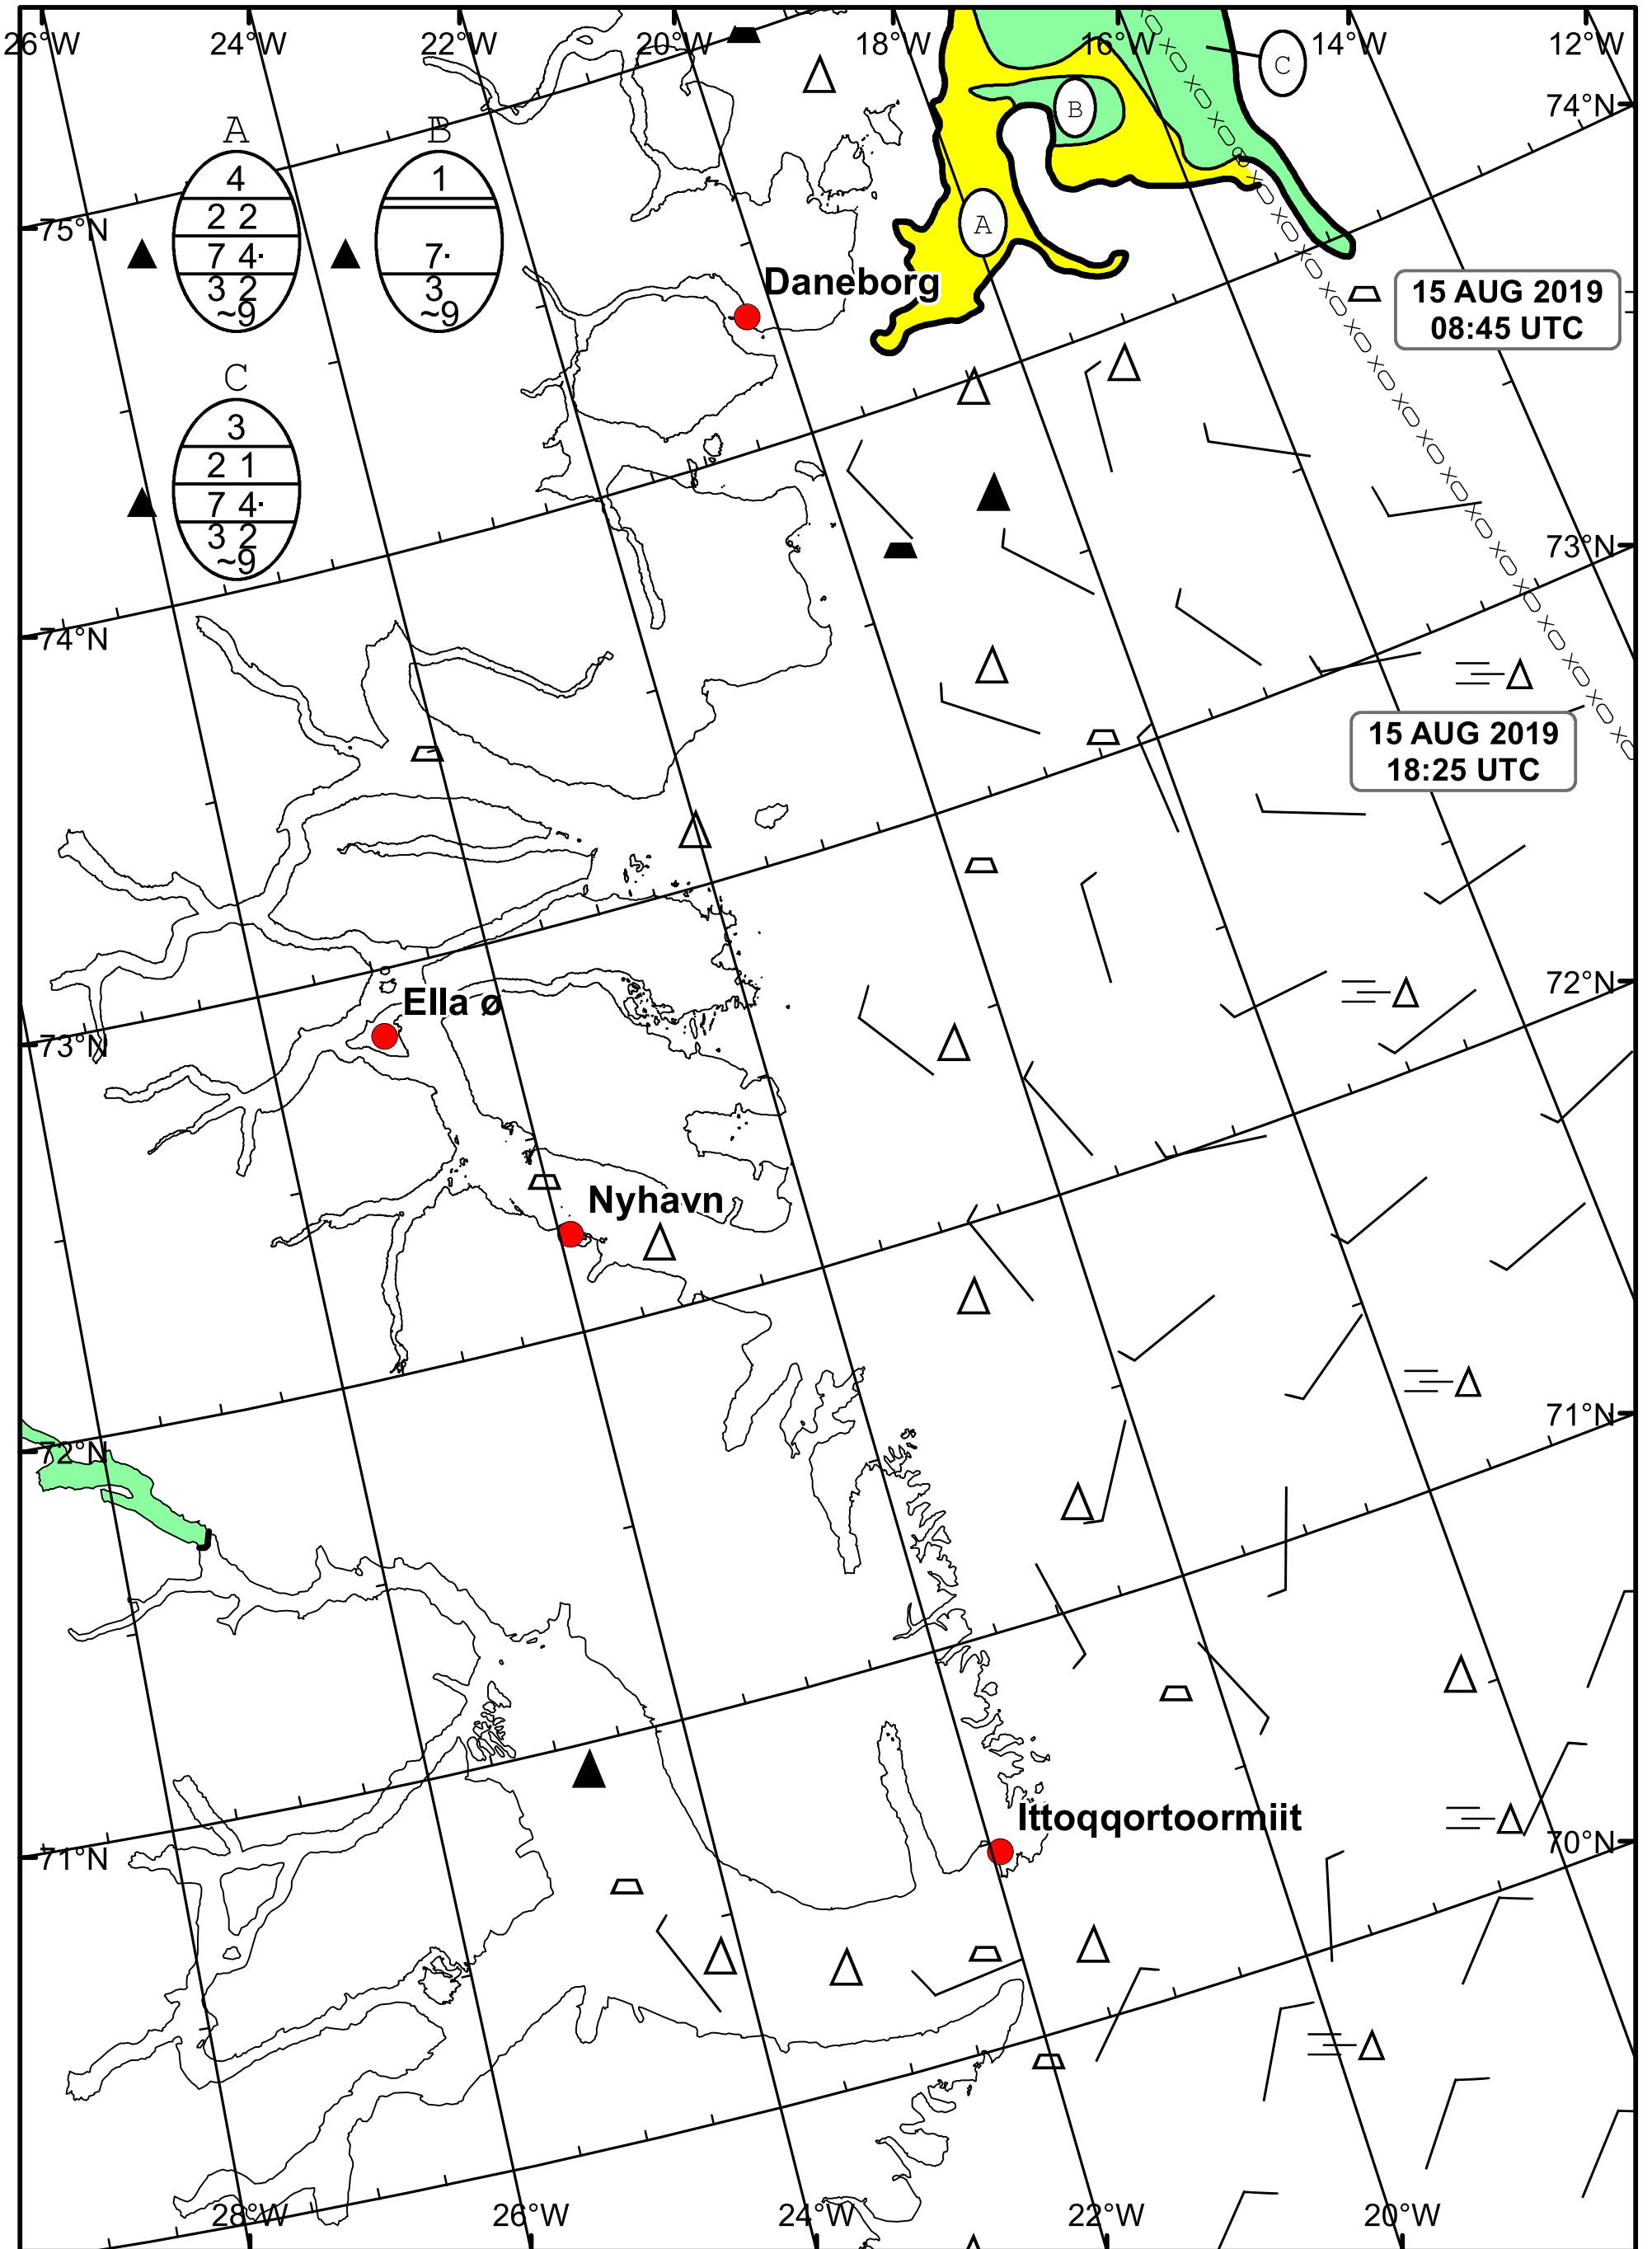 26°W 24°W 22°W 20°W 18°W 16°W 14°W 12°W
C
74°N
B
A B
4 1
2 2
7 4· 7·
3 2 3
~9 ~9
75°N
A
Daneborg
15 AUG 2019
08:45 UTC
C
3
2 1
7 4·
3 2
~9
73°N
74°N
15 AUG 2019
18:25 UTC
72°N
Ella ø
73°N
Nyhavn
71°N
72°N
Ittoqqortoormiit
70°N
71°N
28°W 26°W 24°W 22°W 20°W